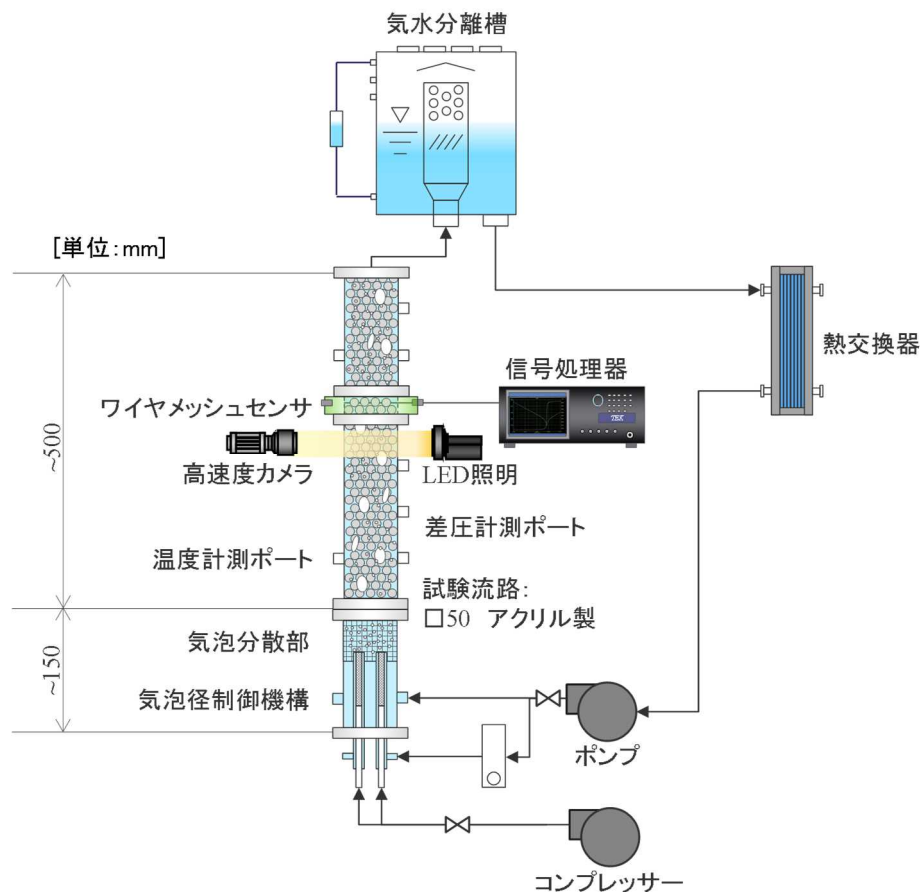 気水分離槽
[単位:mm]
熱交換器
信号処理器
ワイヤメッシュセンサ
~500
高速度カメラ
LED照明
差圧計測ポート
温度計測ポート
試験流路:
□50 アクリル製
気泡分散部
~150
気泡径制御機構
ポンプ
コンプレッサー